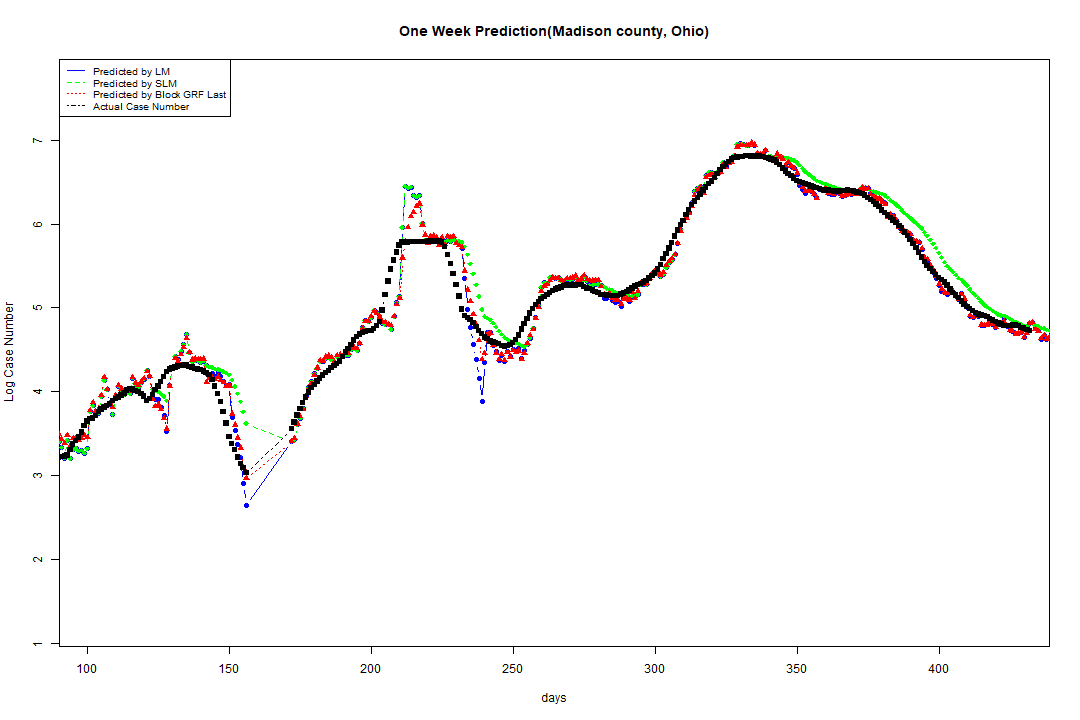 One Week Prediction(Madison county, Ohio)
Predicted by LM
Predicted by SLM
Predicted by Block GRF Last
Actual Case Number
Log Case Number
7
6
5
4
3
2
1
100 150 200 250 300 350 400
days